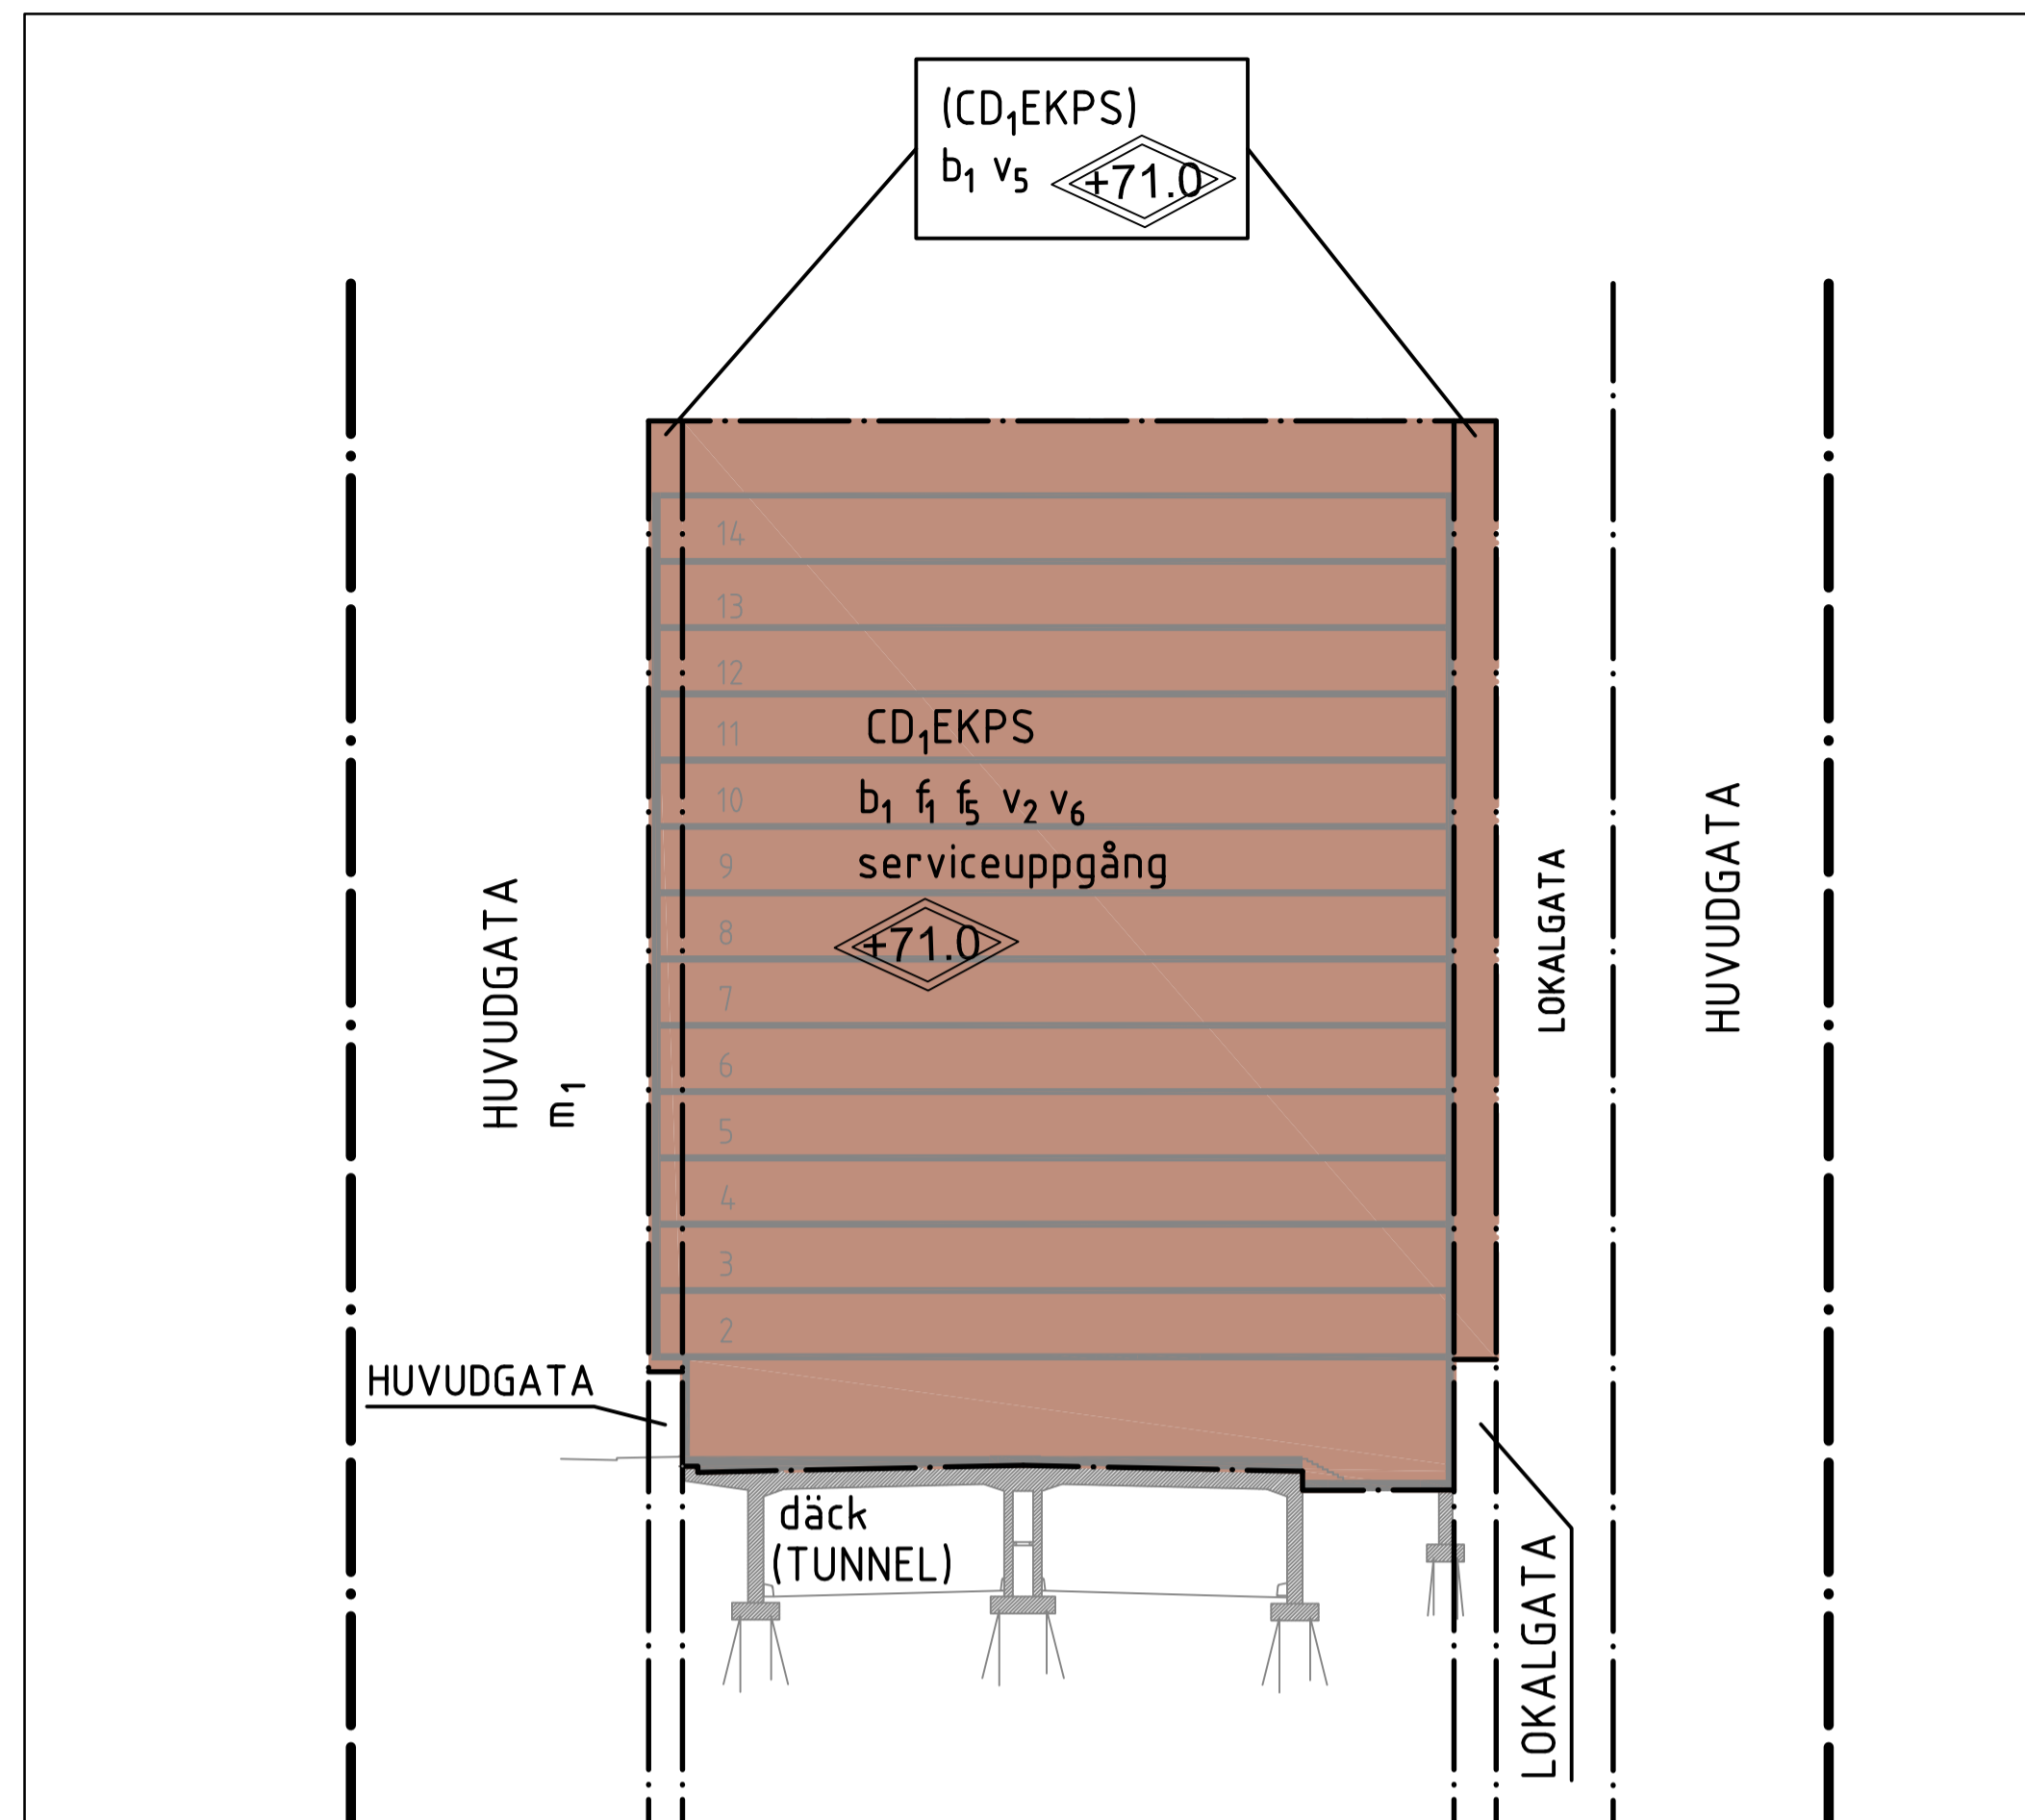 (CD₁EKPS)
b₁ v₅ +71.0
14
13
12
11
10
9
8
7
6
5
4
3
2
CD₁EKPS
b₁ f₁ f₅ v₂ v₆
serviceuppgång
+71.0
HUVUDGATA
m₁
LOKALGATA
HUVUDGATA
HUVUDGATA
däck
(TUNNEL)
LOKALGATA